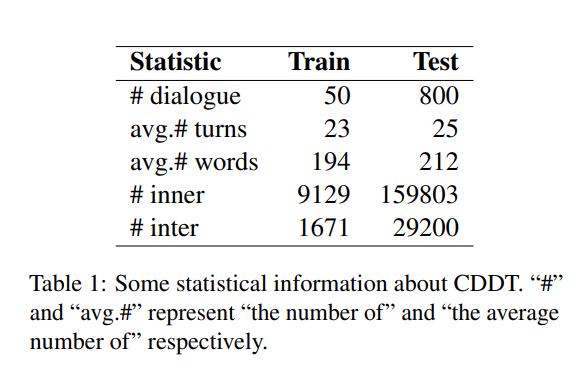 Statistic Train Test
# dialogue 50 800
avg.# turns 23 25
avg.# words 194 212
# inner 9129 159803
# inter 1671 29200
Table 1: Some statistical information about CDDT. “#”
and “avg.#” represent “the number of” and “the average
number of” respectively.